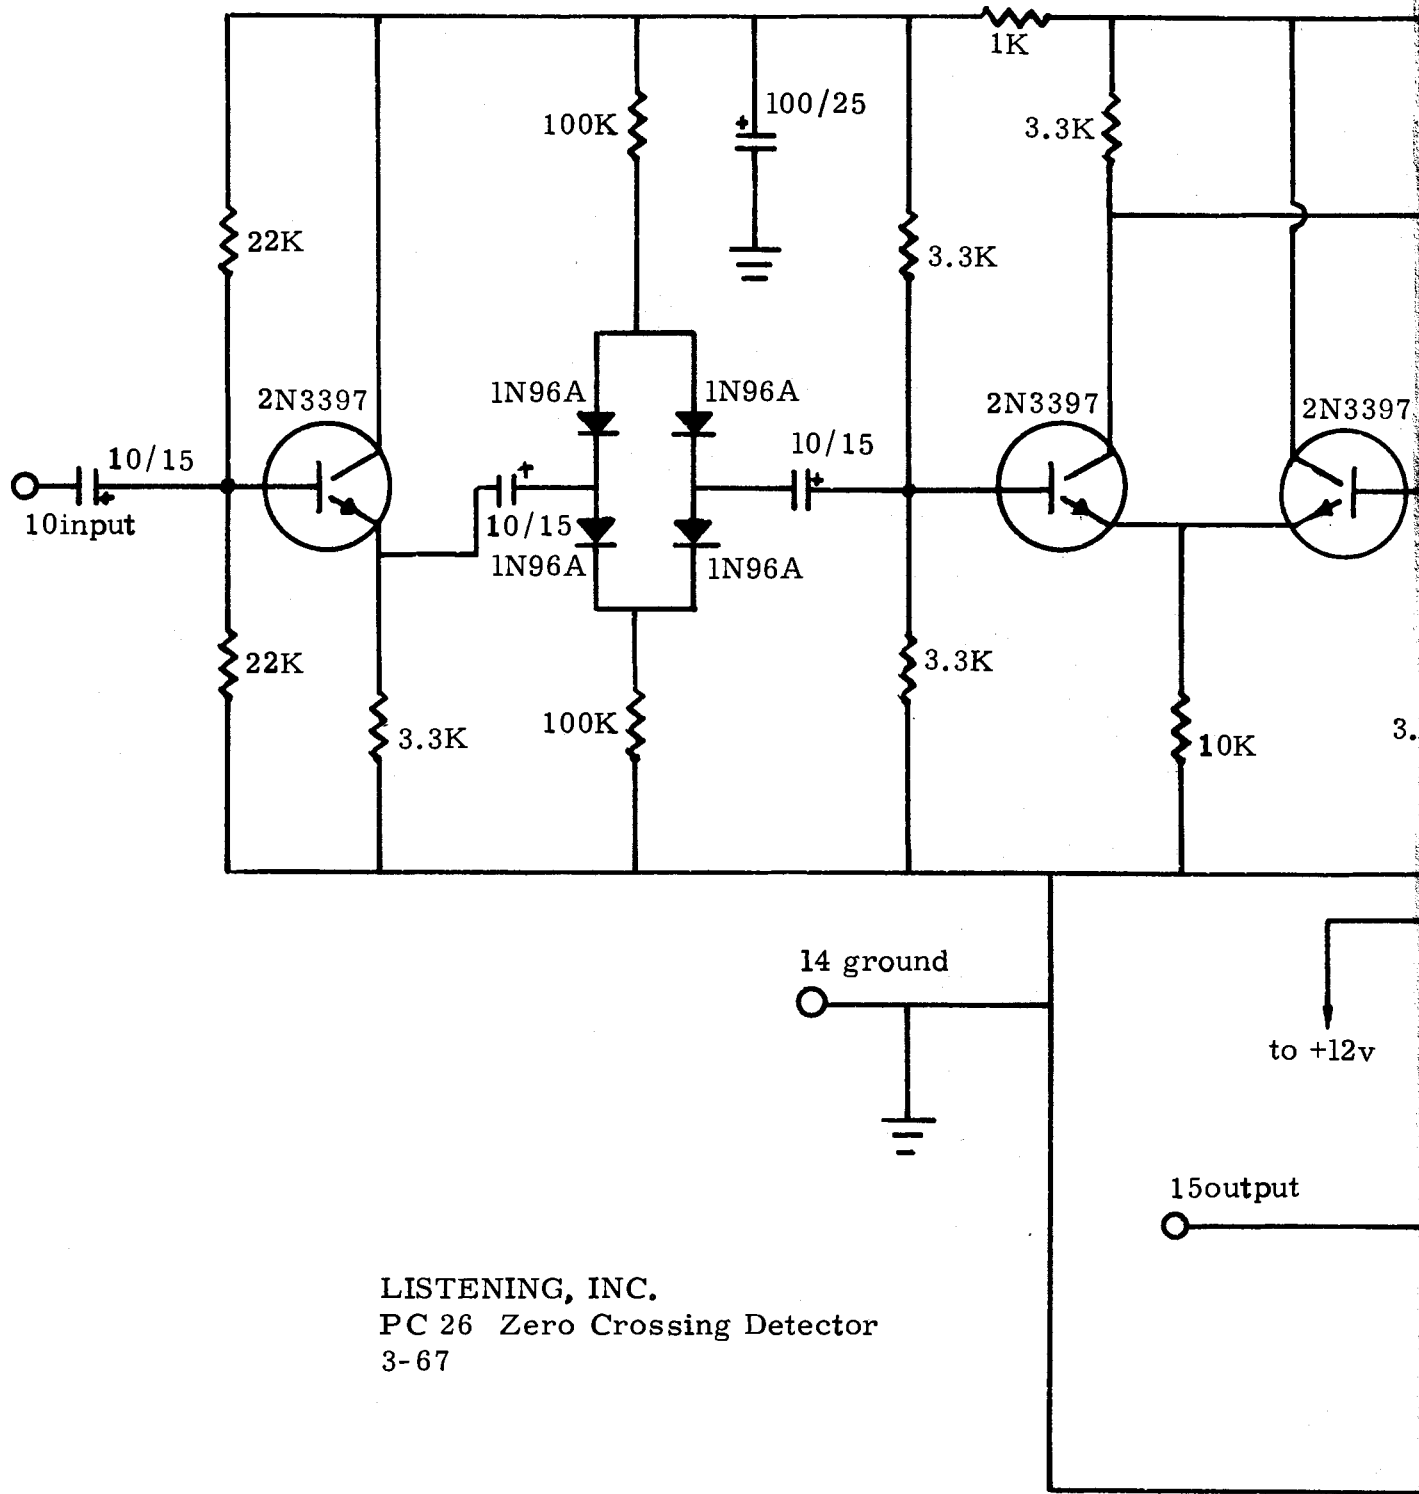 1K
100/25
100K
3.3K
22K
3.3K
1N96A
1N96A
2N3397
2N3397
2N3397
10/15
10/15
10input
10/15
1N96A
1N96A
22K
3.3K
100K
3.3K
10K
3.
14 ground
to +12v
15output
LISTENING, INC.
PC 26 Zero Crossing Detector
3-67